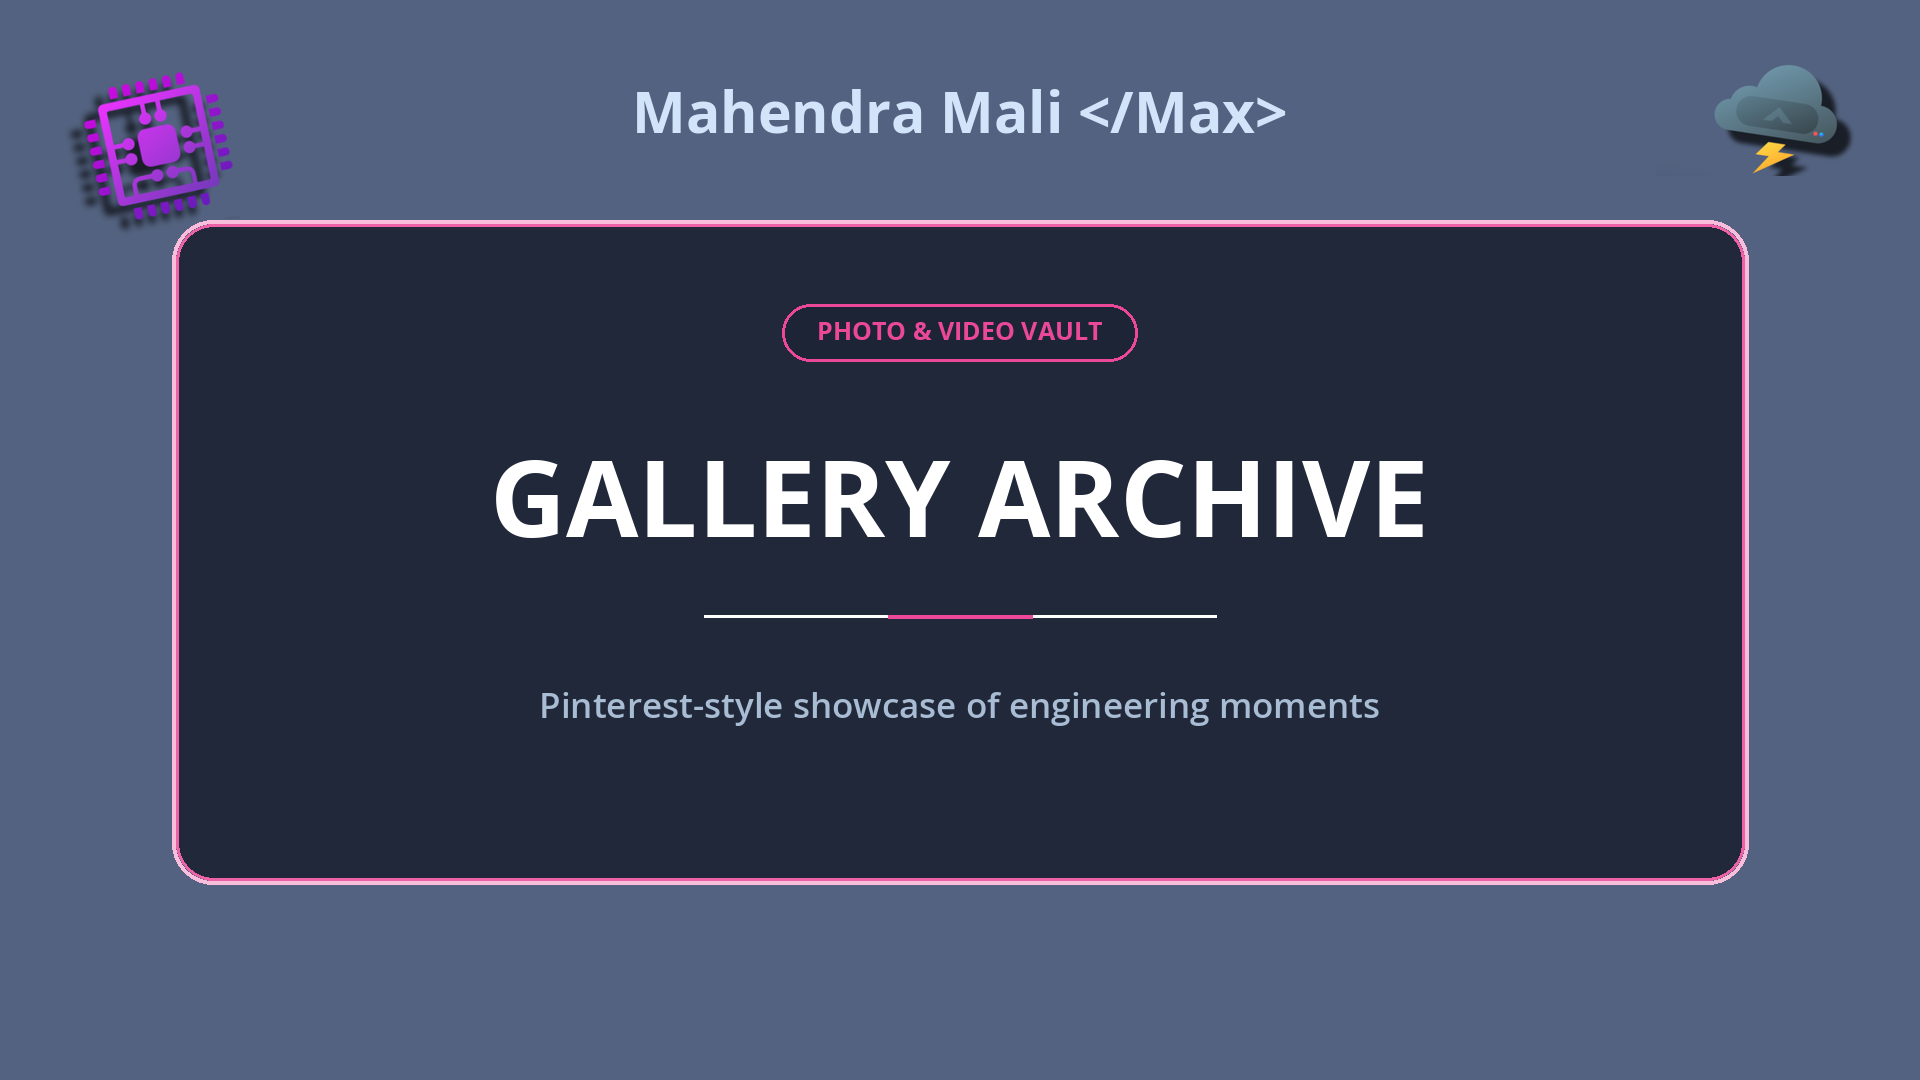 Mahendra Mali </Max>
PHOTO & VIDEO VAULT
GALLERY ARCHIVE
Pinterest-style showcase of engineering moments